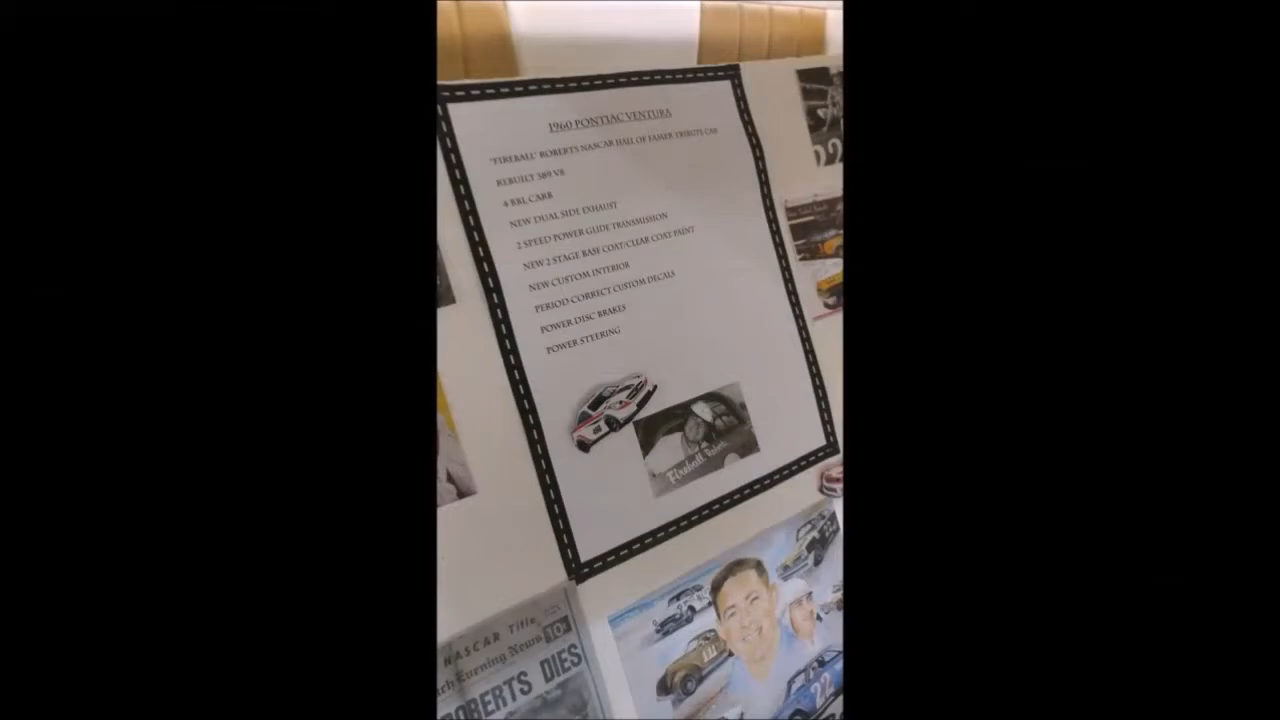 1960 PONTIAC VENTURA
"FIREBALL" ROBERTS NASCAR HALL OF FAMER TRIBUTE CAR
REBUILT 389 V8
4 BBL CARB
NEW DUAL SIDE EXHAUST
2 SPEED POWER GLIDE TRANSMISSION
NEW 2 STAGE BASE COAT/CLEAR COAT PAINT
NEW CUSTOM INTERIOR
PERIOD CORRECT CUSTOM DECALS
POWER DISC BRAKES
POWER STEERING
Fireball
22
NASCAR Title
Evening News 10¢
ROBERTS DIES
22